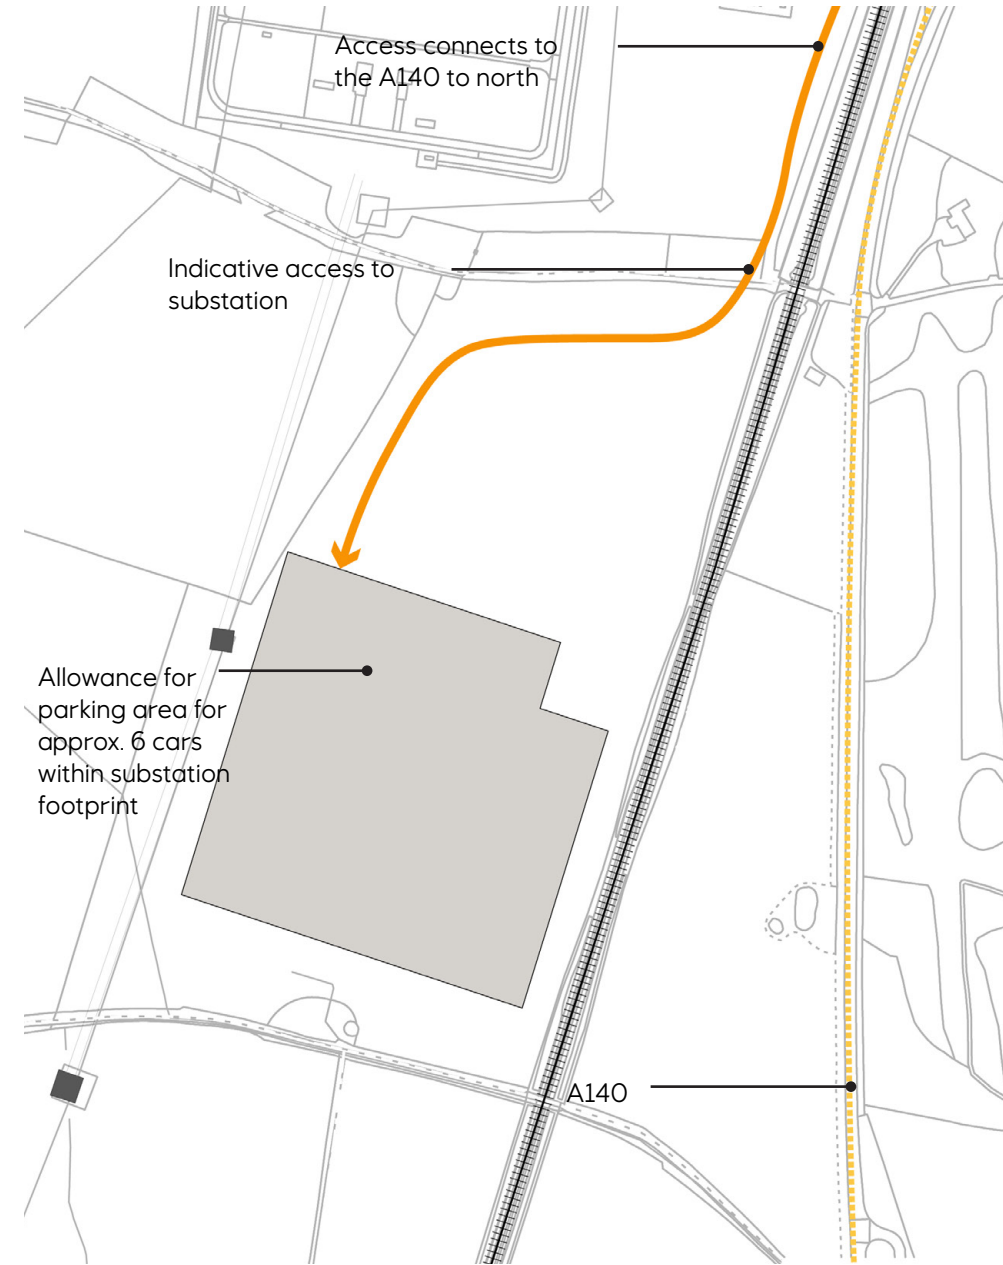 Access connects to
the A140 to north
Indicative access to
substation
Allowance for
parking area for
approx. 6 cars
within substation
footprint
A140